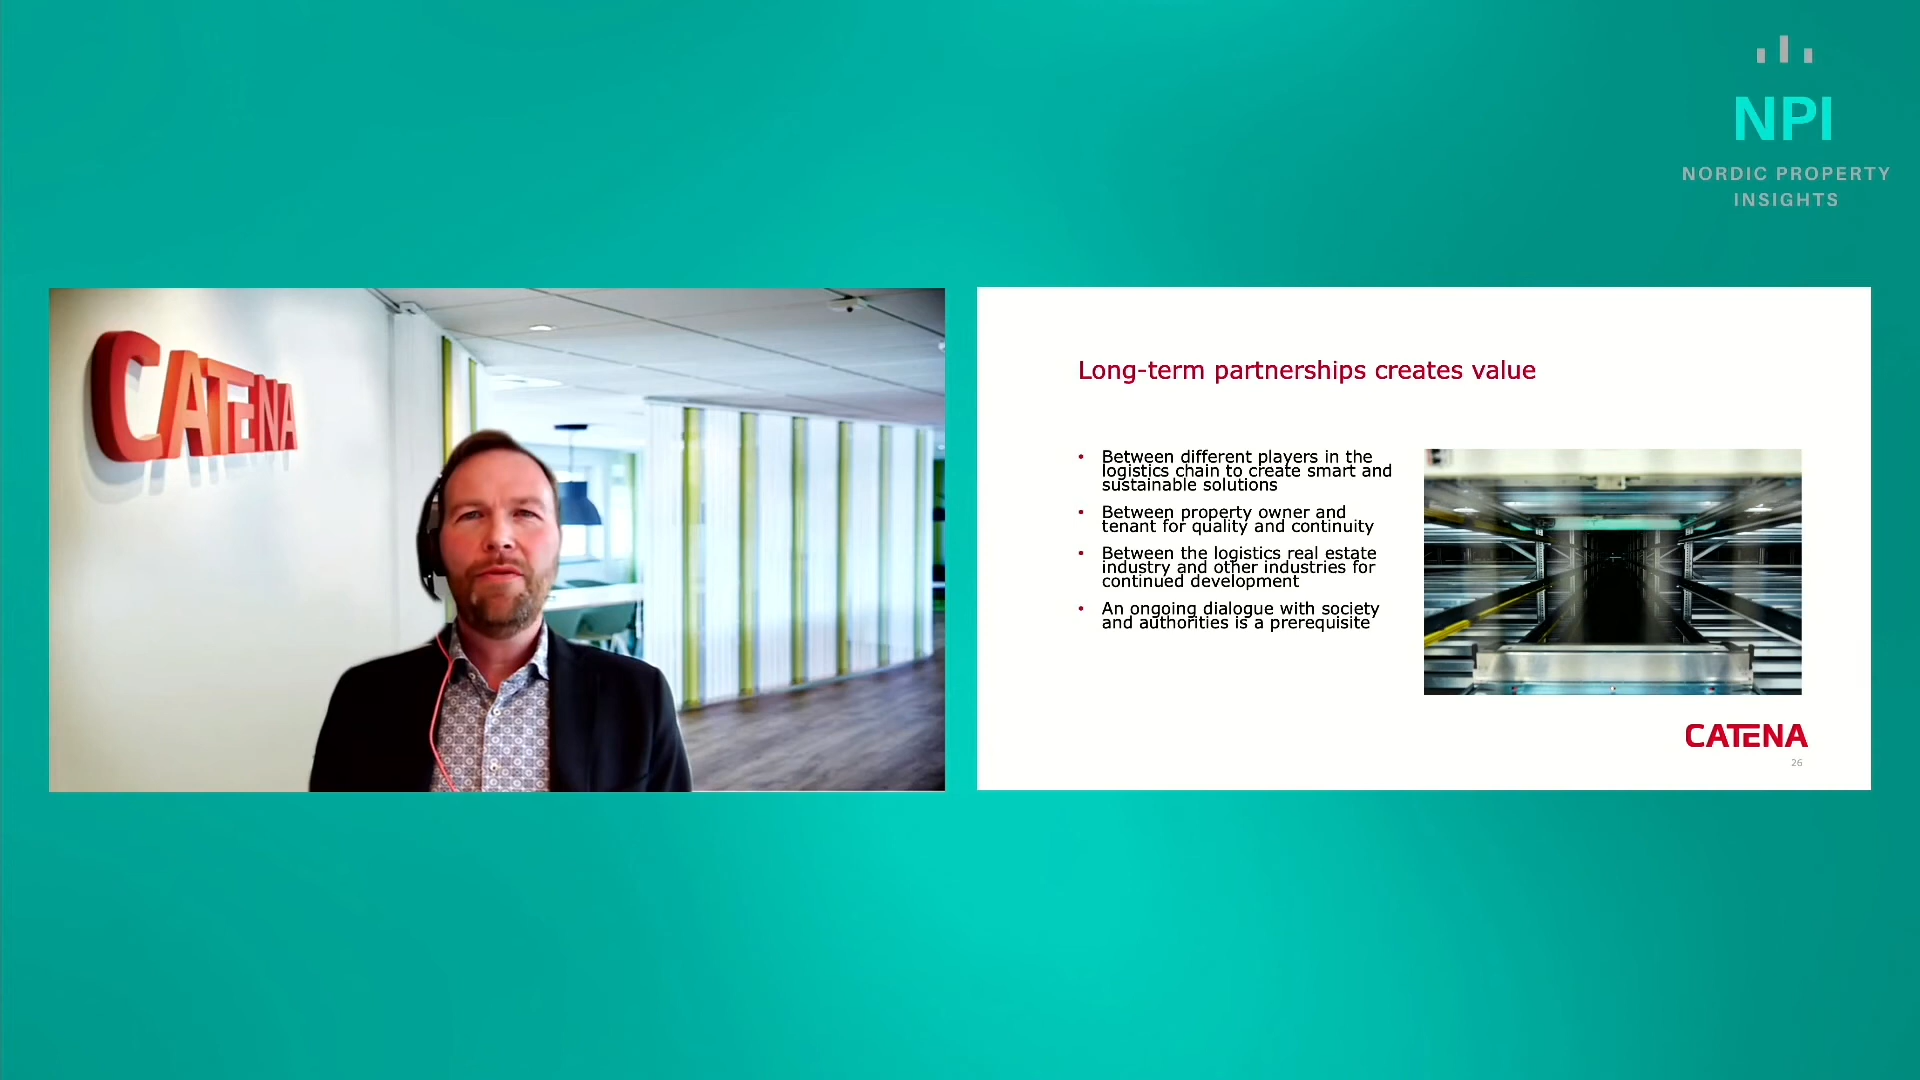 NPI
NORDIC PROPERTY
INSIGHTS
CATENA
Long-term partnerships creates value
• Between different players in the
logistics chain to create smart and
sustainable solutions
• Between property owner and
tenant for quality and continuity
• Between the logistics real estate
industry and other industries for
continued development
• An ongoing dialogue with society
and authorities is a prerequisite
CATENA
26